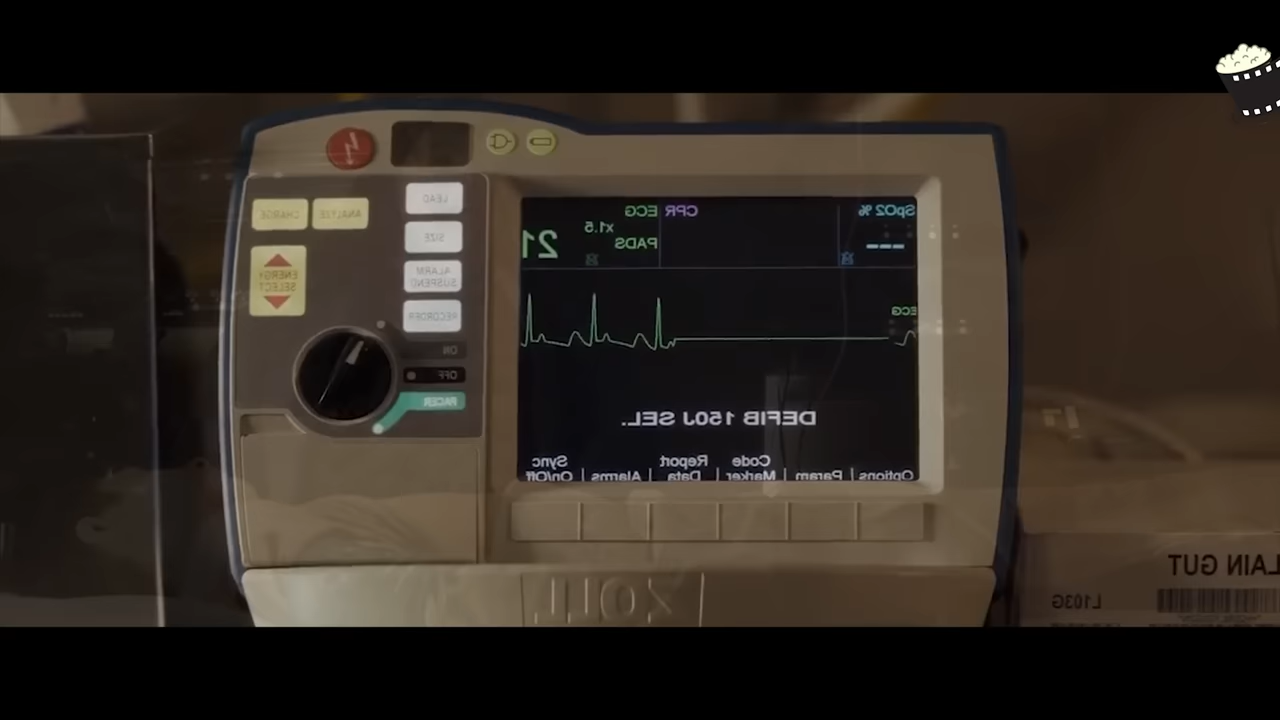 LEAD
CHARGE
ANALYZE
SIZE
ENERGY
SELECT
ALARM
SUSPEND
RECORDER
ON
OFF
PACER
ECG
x1.5
PADS
21
CPR
SpO2 %
---
ECG
DEFIB 150J SEL.
Options
Param
Code
Marker
Report
Data
Alarms
Sync
On/Off
ZOLL
LAIN GUT
L103G